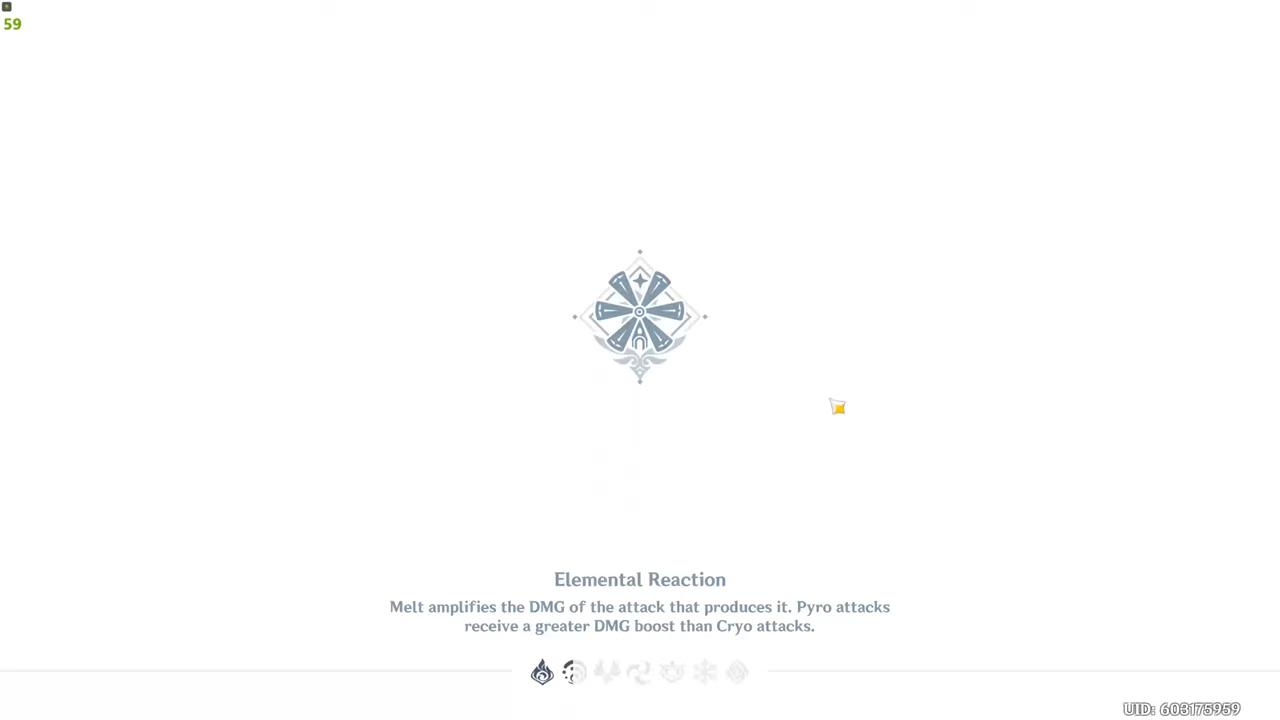 59
Elemental Reaction
Melt amplifies the DMG of the attack that produces it. Pyro attacks
receive a greater DMG boost than Cryo attacks.
UID: 603175959